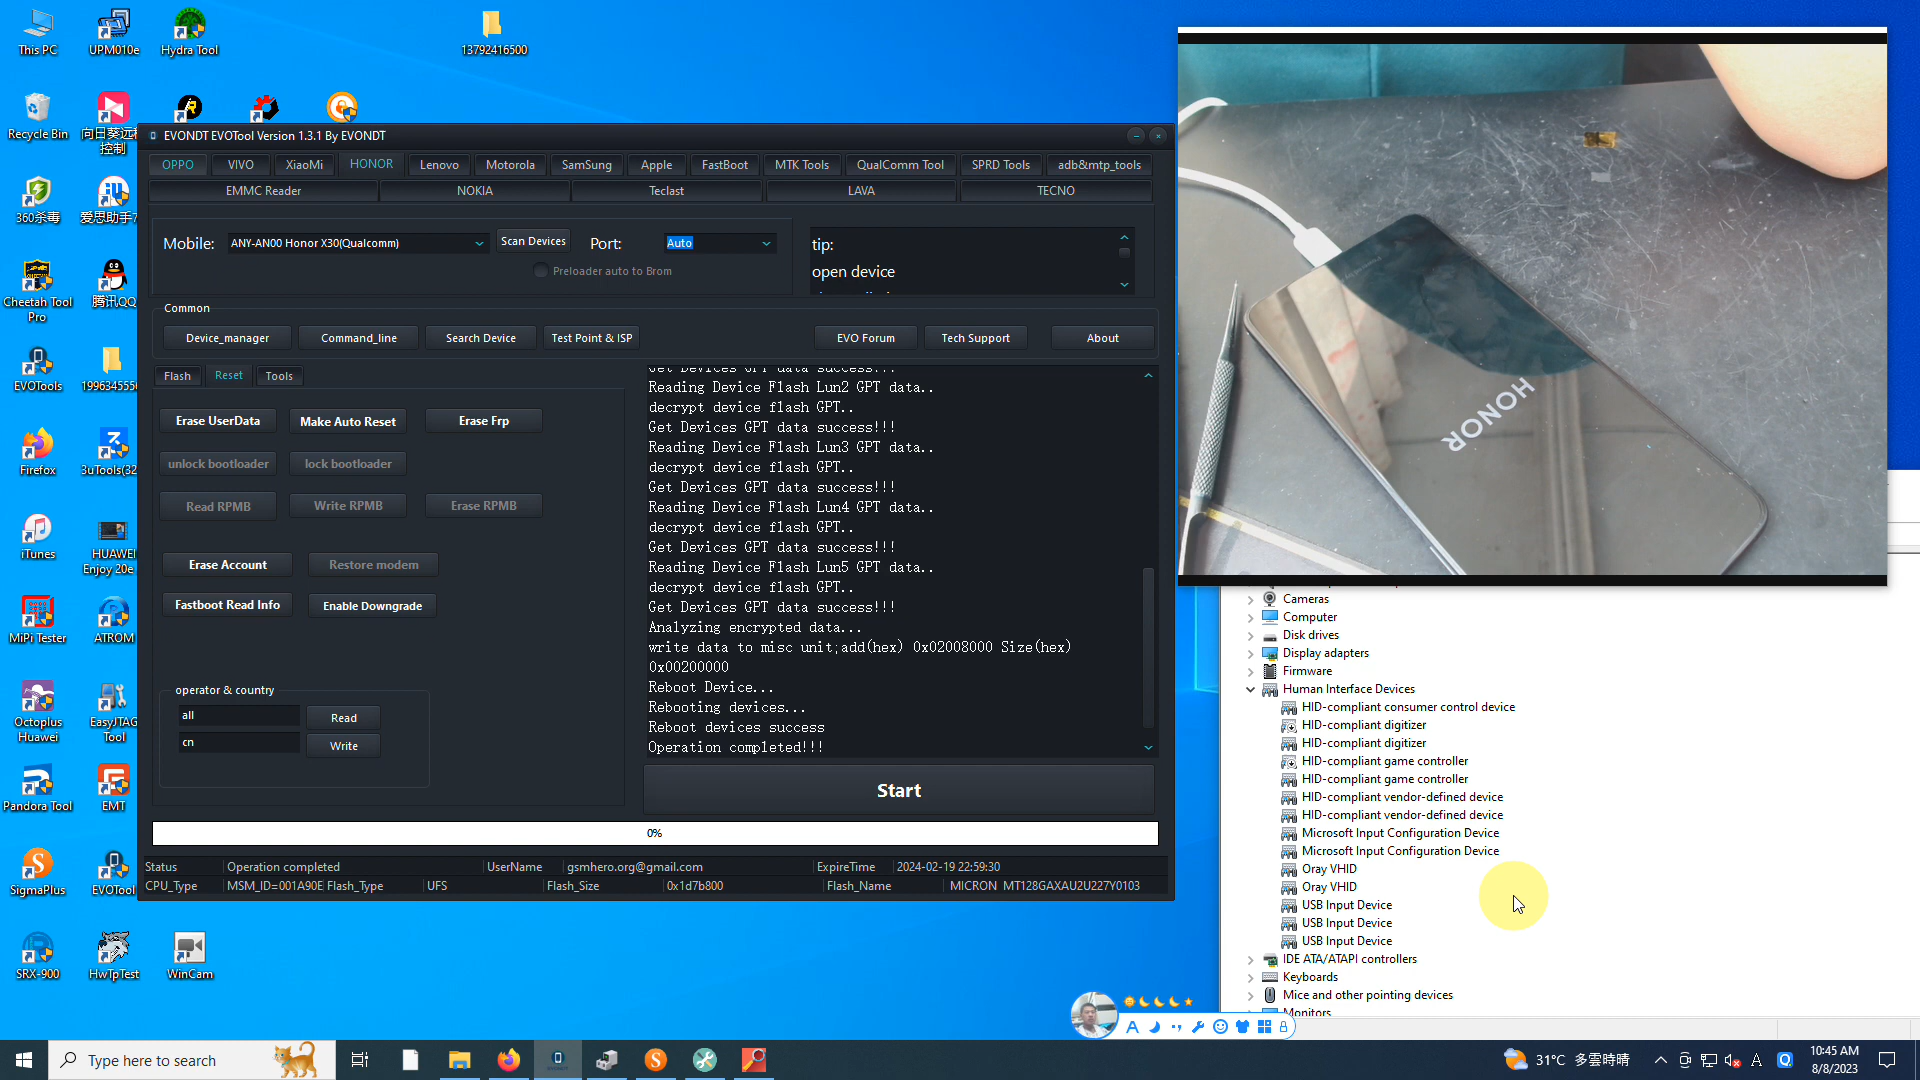 This PC
UPM010e
Hydra Tool
13792416500
Recycle Bin
向日葵远程
控制
360杀毒
爱思助手7
Cheetah Tool
Pro
腾讯QQ
EVOTools
1996345556
Firefox
3uTools(32
iTunes
HUAWEI
Enjoy 20e
MiPi Tester
ATROM
Octoplus
Huawei
EasyJTAG
Tool
Pandora Tool
EMT
SigmaPlus
EVOTool
SRX-900
HwTpTest
WinCam
EVONDT EVOTool Version 1.3.1 By EVONDT
OPPO
VIVO
XiaoMi
HONOR
Lenovo
Motorola
SamSung
Apple
FastBoot
MTK Tools
QualComm Tool
SPRD Tools
adb&mtp_tools
EMMC Reader
NOKIA
Teclast
LAVA
TECNO
Mobile:
ANY-AN00 Honor X30(Qualcomm)
Scan Devices
Port:
Auto
Preloader auto to Brom
tip:
open device
Common
Device_manager
Command_line
Search Device
Test Point & ISP
EVO Forum
Tech Support
About
Flash
Reset
Tools
Erase UserData
Make Auto Reset
Erase Frp
unlock bootloader
lock bootloader
Read RPMB
Write RPMB
Erase RPMB
Erase Account
Restore modem
Fastboot Read Info
Enable Downgrade
operator & country
all
Read
cn
Write
Get Devices GPT data success!!!
Reading Device Flash Lun2 GPT data..
decrypt device flash GPT..
Get Devices GPT data success!!!
Reading Device Flash Lun3 GPT data..
decrypt device flash GPT..
Get Devices GPT data success!!!
Reading Device Flash Lun4 GPT data..
decrypt device flash GPT..
Get Devices GPT data success!!!
Reading Device Flash Lun5 GPT data..
decrypt device flash GPT..
Get Devices GPT data success!!!
Analyzing encrypted data...
write data to misc unit;add(hex) 0x02008000 Size(hex)
0x00200000
Reboot Device...
Rebooting devices...
Reboot devices success
Operation completed!!!
Start
0%
Status
Operation completed
UserName
gsmhero.org@gmail.com
ExpireTime
2024-02-19 22:59:30
CPU_Type
MSM_ID=001A90E
Flash_Type
UFS
Flash_Size
0x1d7b800
Flash_Name
MICRON MT128GAXAU2U227Y0103
HONOR
Cameras
Computer
Disk drives
Display adapters
Firmware
Human Interface Devices
HID-compliant consumer control device
HID-compliant digitizer
HID-compliant digitizer
HID-compliant game controller
HID-compliant game controller
HID-compliant vendor-defined device
HID-compliant vendor-defined device
Microsoft Input Configuration Device
Microsoft Input Configuration Device
Oray VHID
Oray VHID
USB Input Device
USB Input Device
USB Input Device
IDE ATA/ATAPI controllers
Keyboards
Mice and other pointing devices
Monitors
Type here to search
31°C 多雲時晴
A
10:45 AM
8/8/2023